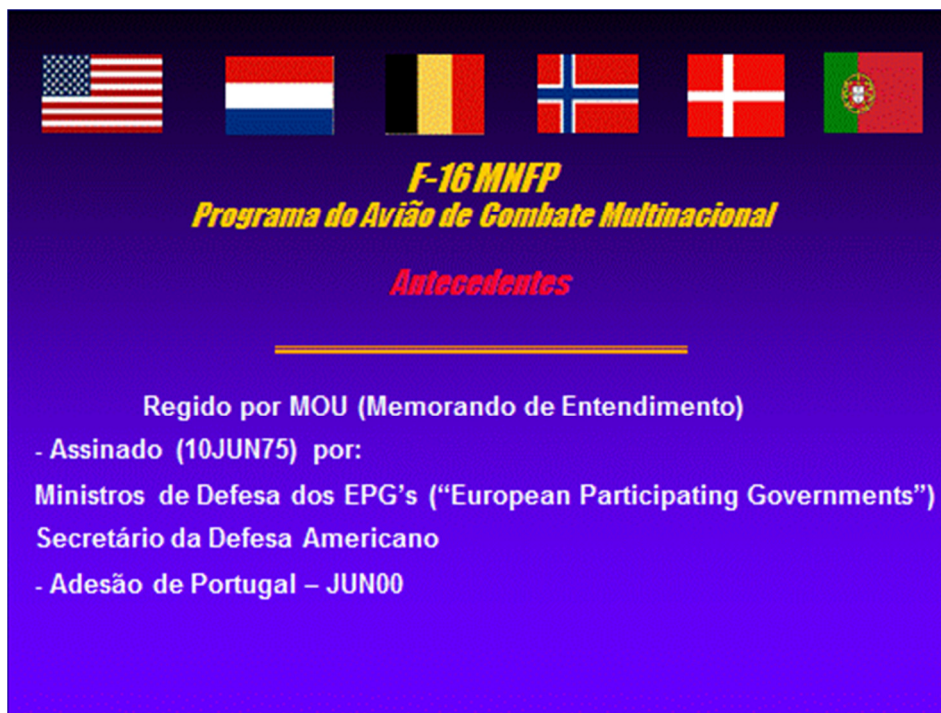 F-16 MNFP
Programa do Avião de Combate Multinacional
Antecedentes
Regido por MOU (Memorando de Entendimento)
- Assinado (10JUN75) por:
Ministros de Defesa dos EPG’s (“European Participating Governments”)
Secretário da Defesa Americano
- Adesão de Portugal – JUN00